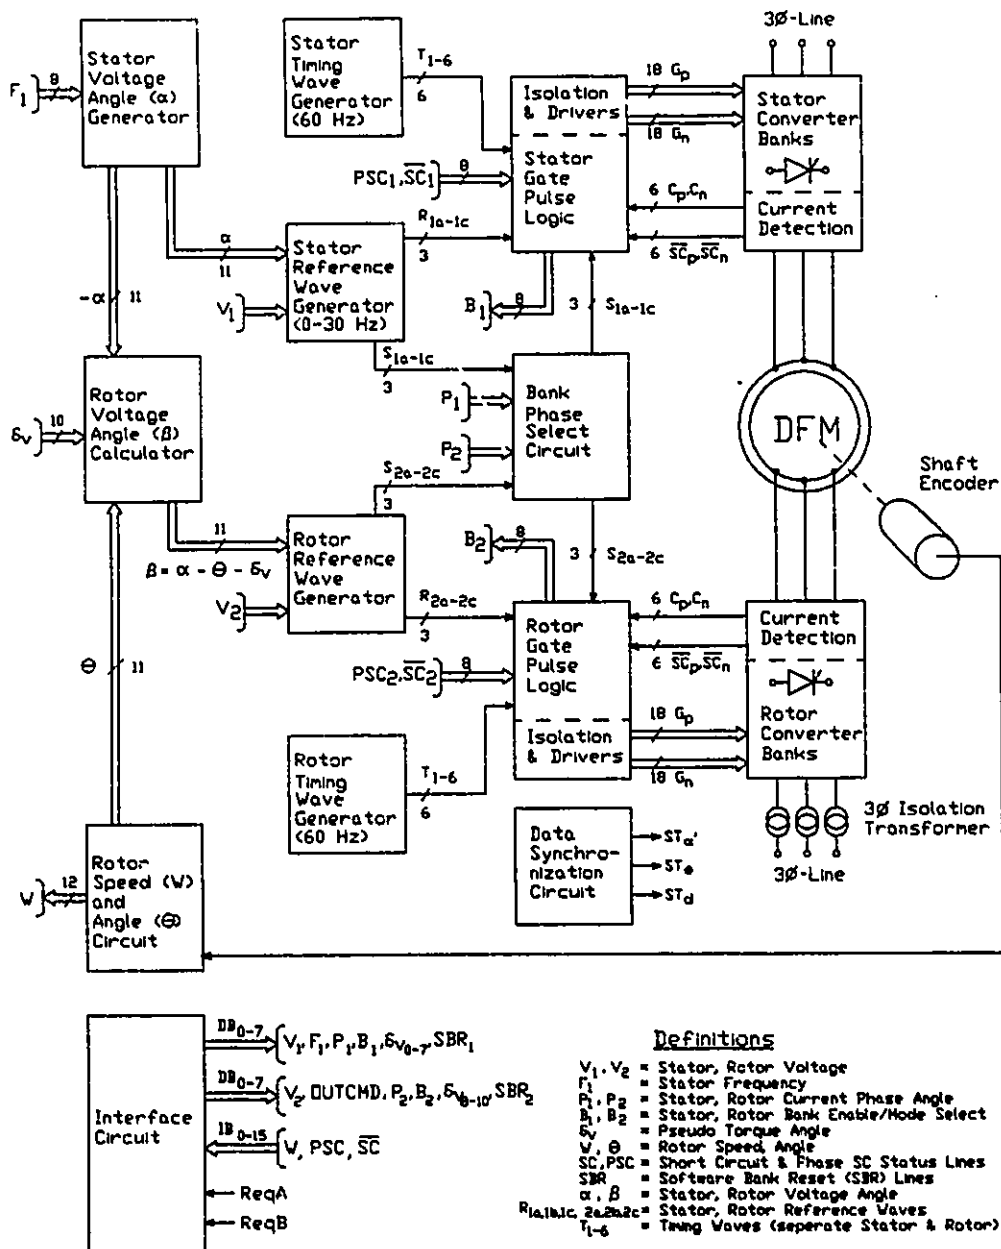 3Ø-Line
Stator
Voltage
Angle (α)
Generator
F1
8
Stator
Timing
Wave
Generator
(60 Hz)
T1-6
6
Isolation
& Drivers
Stator
Gate
Pulse
Logic
18 Gp
18 Gn
Stator
Converter
Banks
Current
Detection
PSC1, S̅C̅1
8
6 Cp,Cn
6 S̅C̅p,S̅C̅n
α
11
Stator
Reference
Wave
Generator
(0-30 Hz)
R1a-1c
3
V1
-α
11
B1
8
3
S1a-1c
S1a-1c
3
Rotor
Voltage
Angle (β)
Calculator
δv
10
P1
P2
Bank
Phase
Select
Circuit
DFM
Shaft
Encoder
S2a-2c
3
11
β = α - Θ - δv
Rotor
Reference
Wave
Generator
V2
B2
8
3
S2a-2c
R2a-2c
3
Rotor
Gate
Pulse
Logic
Isolation
& Drivers
6 Cp,Cn
6 S̅C̅p,S̅C̅n
Current
Detection
Rotor
Converter
Banks
Θ
11
PSC2, S̅C̅2
8
18 Gp
18 Gn
Rotor
Timing
Wave
Generator
(60 Hz)
T1-6
6
3Ø Isolation
Transformer
3Ø-Line
Data
Synchro-
nization
Circuit
STα'
STθ
STd
Rotor
Speed (W)
and
Angle (Θ)
Circuit
W
12
Interface
Circuit
DB0-7
V1, F1, P1, B1, δv0-7, SBR1
DB0-7
V2, OUTCMD, P2, B2, δv8-10, SBR2
IB0-15
W, PSC, S̅C̅
ReqA
ReqB
Definitions
V1, V2 = Stator, Rotor Voltage
F1 = Stator Frequency
P1, P2 = Stator, Rotor Current Phase Angle
B1, B2 = Stator, Rotor Bank Enable/Mode Select
δv = Pseudo Torque Angle
W, Θ = Rotor Speed, Angle
SC, PSC = Short Circuit & Phase SC Status Lines
SBR = Software Bank Reset (SBR) Lines
α, β = Stator, Rotor Voltage Angle
R1a,1b,1c, 2a,2b,2c = Stator, Rotor Reference Waves
T1-6 = Timing Waves (seperate Stator & Rotor)